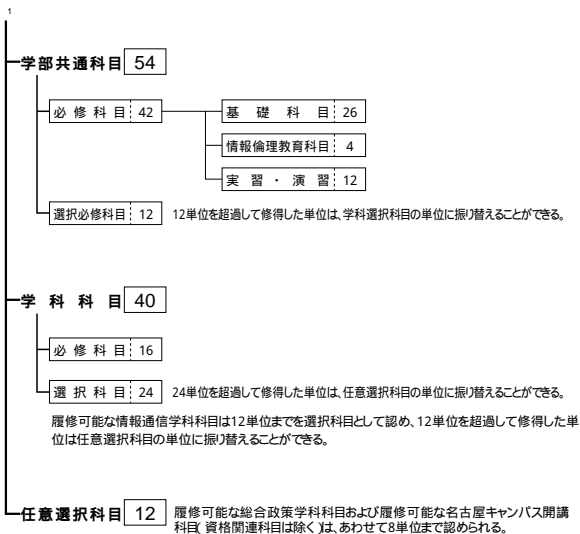 1
学部共通科目 54
必修科目 42
基礎科目 26
情報倫理教育科目 4
実習・演習 12
選択必修科目 12 12単位を超過して修得した単位は、学科選択科目の単位に振り替えることができる。
学科科目 40
必修科目 16
選択科目 24 24単位を超過して修得した単位は、任意選択科目の単位に振り替えることができる。
履修可能な情報通信学科科目は12単位までを選択科目として認め、12単位を超過して修得した単
位は任意選択科目の単位に振り替えることができる。
任意選択科目 12 履修可能な総合政策学科科目および履修可能な名古屋キャンパス開講
科目(資格関連科目は除く)は、あわせて8単位まで認められる。